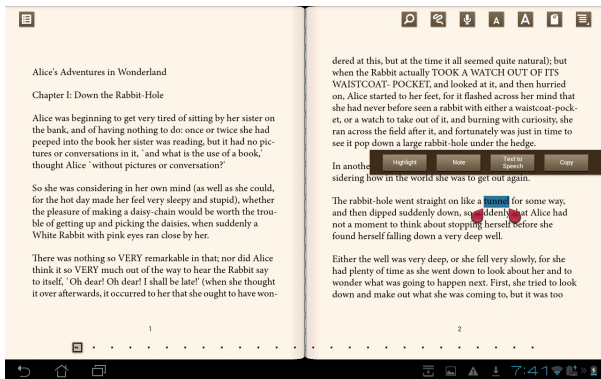 A
A
Alice's Adventures in Wonderland
Chapter I: Down the Rabbit-Hole
Alice was beginning to get very tired of sitting by her sister on
the bank, and of having nothing to do: once or twice she had
peeped into the book her sister was reading, but it had no pic-
tures or conversations in it, `and what is the use of a book,'
thought Alice `without pictures or conversation?'
So she was considering in her own mind (as well as she could,
for the hot day made her feel very sleepy and stupid), whether
the pleasure of making a daisy-chain would be worth the trou-
ble of getting up and picking the daisies, when suddenly a
White Rabbit with pink eyes ran close by her.
There was nothing so VERY remarkable in that; nor did Alice
think it so VERY much out of the way to hear the Rabbit say
to itself, `Oh dear! Oh dear! I shall be late!' (when she thought
it over afterwards, it occurred to her that she ought to have won-
1
dered at this, but at the time it all seemed quite natural); but
when the Rabbit actually TOOK A WATCH OUT OF ITS
WAISTCOAT- POCKET, and looked at it, and then hurried
on, Alice started to her feet, for it flashed across her mind that
she had never before seen a rabbit with either a waistcoat-pock-
et, or a watch to take out of it, and burning with curiosity, she
ran across the field after it, and fortunately was just in time to
see it pop down a large rabbit-hole under the hedge.
Highlight
Note
Text to
Speech
Copy
In anothe
sidering how in the world she was to get out again.
The rabbit-hole went straight on like a tunnel for some way,
and then dipped suddenly down, so suddenly that Alice had
not a moment to think about stopping herself before she
found herself falling down a very deep well.
Either the well was very deep, or she fell very slowly, for she
had plenty of time as she went down to look about her and to
wonder what was going to happen next. First, she tried to look
down and make out what she was coming to, but it was too
2
7:41